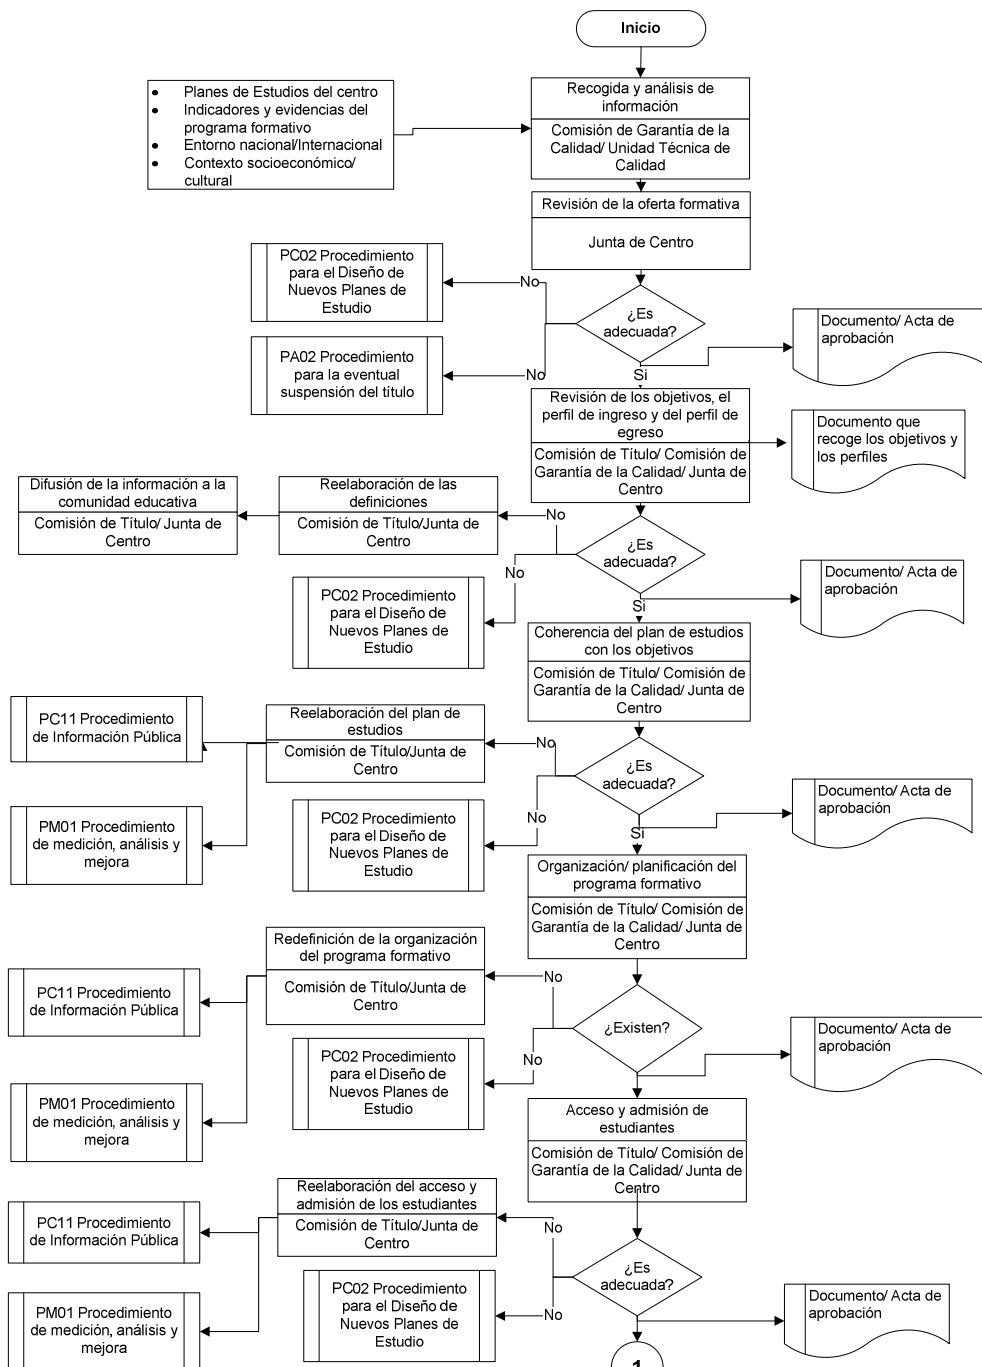 Inicio
Recogida y análisis de
información
Comisión de Garantía de la
Calidad/ Unidad Técnica de
Calidad
• Planes de Estudios del centro
• Indicadores y evidencias del
programa formativo
• Entorno nacional/Internacional
• Contexto socioeconómico/
cultural
Revisión de la oferta formativa
Junta de Centro
PC02 Procedimiento
para el Diseño de
Nuevos Planes de
Estudio
No
¿Es
adecuada?
Documento/ Acta de
aprobación
PA02 Procedimiento
para la eventual
suspensión del título
No
Si
Revisión de los objetivos, el
perfil de ingreso y del perfil de
egreso
Comisión de Título/ Comisión de
Garantía de la Calidad/ Junta de
Centro
Documento que
recoge los objetivos y
los perfiles
Difusión de la información a la
comunidad educativa
Comisión de Título/ Junta de
Centro
Reelaboración de las
definiciones
Comisión de Título/Junta de
Centro
No
¿Es
adecuada?
No
PC02 Procedimiento
para el Diseño de
Nuevos Planes de
Estudio
Documento/ Acta de
aprobación
Si
Coherencia del plan de estudios
con los objetivos
Comisión de Título/ Comisión de
Garantía de la Calidad/ Junta de
Centro
PC11 Procedimiento
de Información Pública
Reelaboración del plan de
estudios
Comisión de Título/Junta de
Centro
No
¿Es
adecuada?
PM01 Procedimiento
de medición, análisis y
mejora
PC02 Procedimiento
para el Diseño de
Nuevos Planes de
Estudio
No
Documento/ Acta de
aprobación
Si
Organización/ planificación del
programa formativo
Comisión de Título/ Comisión de
Garantía de la Calidad/ Junta de
Centro
Redefinición de la organización
del programa formativo
Comisión de Título/Junta de
Centro
No
PC11 Procedimiento
de Información Pública
¿Existen?
Documento/ Acta de
aprobación
PC02 Procedimiento
para el Diseño de
Nuevos Planes de
Estudio
No
PM01 Procedimiento
de medición, análisis y
mejora
Acceso y admisión de
estudiantes
Comisión de Título/ Comisión de
Garantía de la Calidad/ Junta de
Centro
Reelaboración del acceso y
admisión de los estudiantes
Comisión de Título/Junta de
Centro
No
PC11 Procedimiento
de Información Pública
¿Es
adecuada?
PC02 Procedimiento
para el Diseño de
Nuevos Planes de
Estudio
No
Documento/ Acta de
aprobación
PM01 Procedimiento
de medición, análisis y
mejora
1